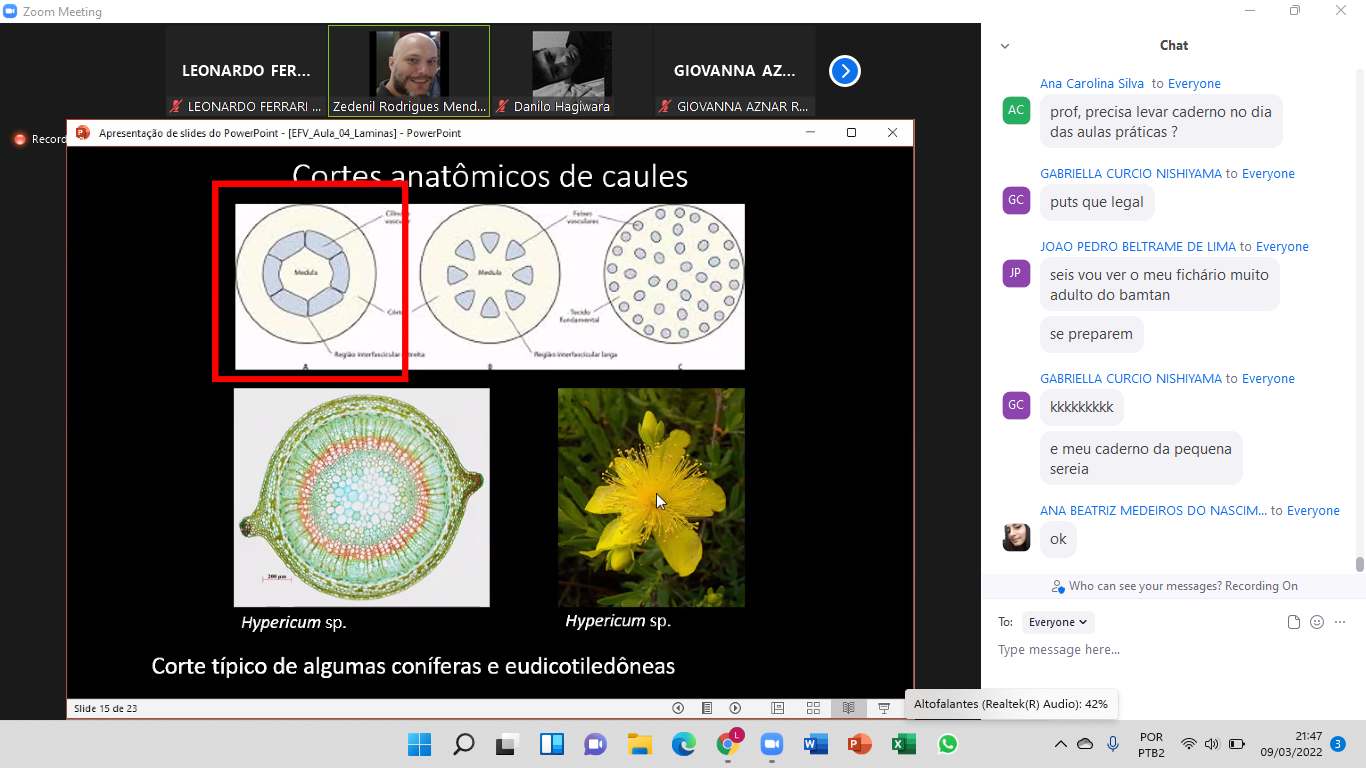 Zoom Meeting
LEONARDO FER...
LEONARDO FERRARI ...
Zedenil Rodrigues Mend...
Danilo Hagiwara
GIOVANNA AZ...
GIOVANNA AZNAR R...
Record
Apresentação de slides do PowerPoint - [EFV_Aula_04_Laminas] - PowerPoint
Cortes anatômicos de caules
Cilindro
vascular
Medula
Córtex
Região interfascicular estreita
A
Feixes
vasculares
Medula
Região interfascicular larga
B
Tecido
fundamental
C
200 µm
Hypericum sp.
Hypericum sp.
Corte típico de algumas coníferas e eudicotiledôneas
Slide 15 de 23
Chat
Ana Carolina Silva to Everyone
AC
prof, precisa levar caderno no dia
das aulas práticas ?
GABRIELLA CURCIO NISHIYAMA to Everyone
GC
puts que legal
JOAO PEDRO BELTRAME DE LIMA to Everyone
JP
seis vou ver o meu fichário muito
adulto do bamtan
se preparem
GABRIELLA CURCIO NISHIYAMA to Everyone
GC
kkkkkkkkk
e meu caderno da pequena
sereia
ANA BEATRIZ MEDEIROS DO NASCIM... to Everyone
ok
Who can see your messages? Recording On
To: Everyone
Type message here...
Altofalantes (Realtek(R) Audio): 42%
L
POR
PTB2
21:47
09/03/2022
3